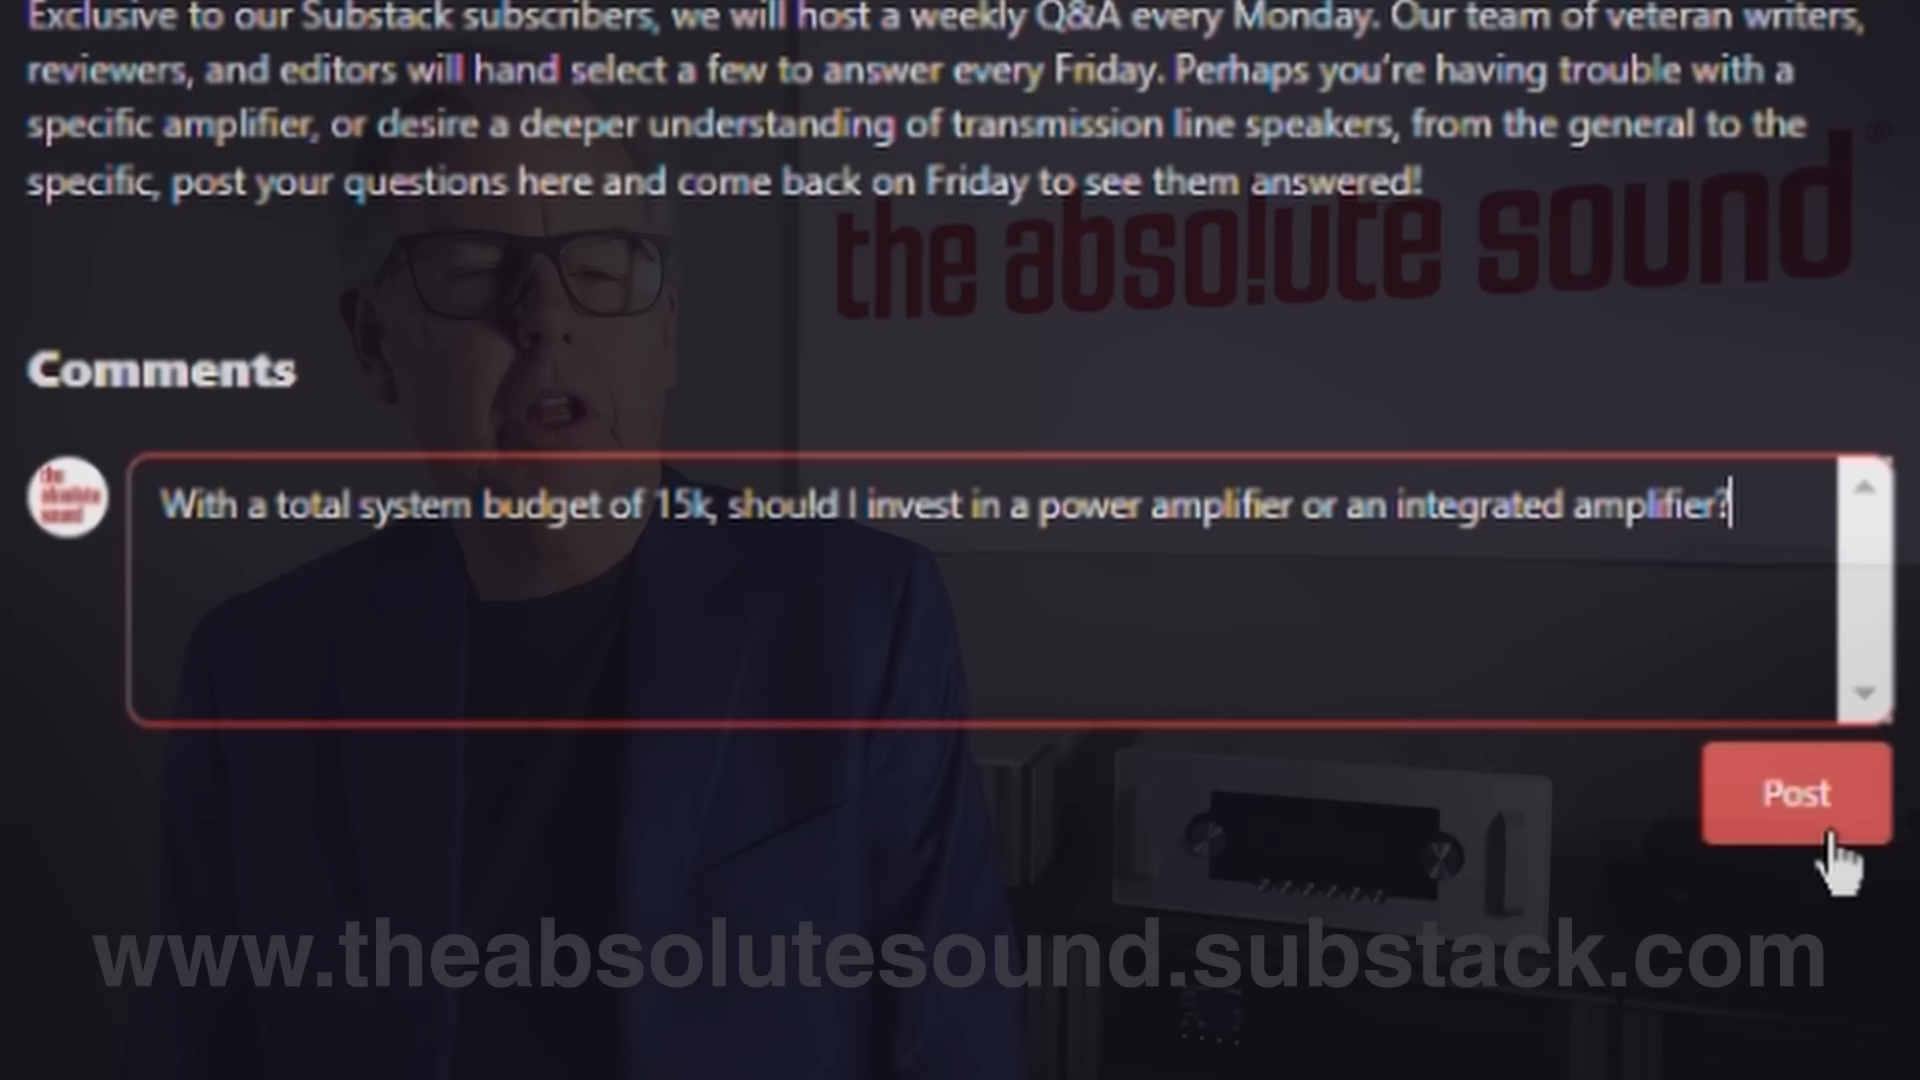 Exclusive to our Substack subscribers, we will host a weekly Q&A every Monday. Our team of veteran writers,
reviewers, and editors will hand select a few to answer every Friday. Perhaps you're having trouble with a
specific amplifier, or desire a deeper understanding of transmission line speakers, from the general to the
specific, post your questions here and come back on Friday to see them answered!
the abso!ute sound®
Comments
the
absolute
sound
With a total system budget of 15k, should I invest in a power amplifier or an integrated amplifier?
Post
www.theabsolutesound.substack.com